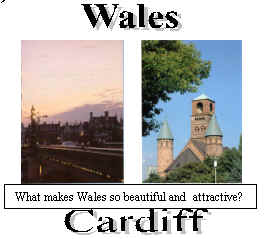 Wales
What makes Wales so beautiful and attractive?
Cardiff